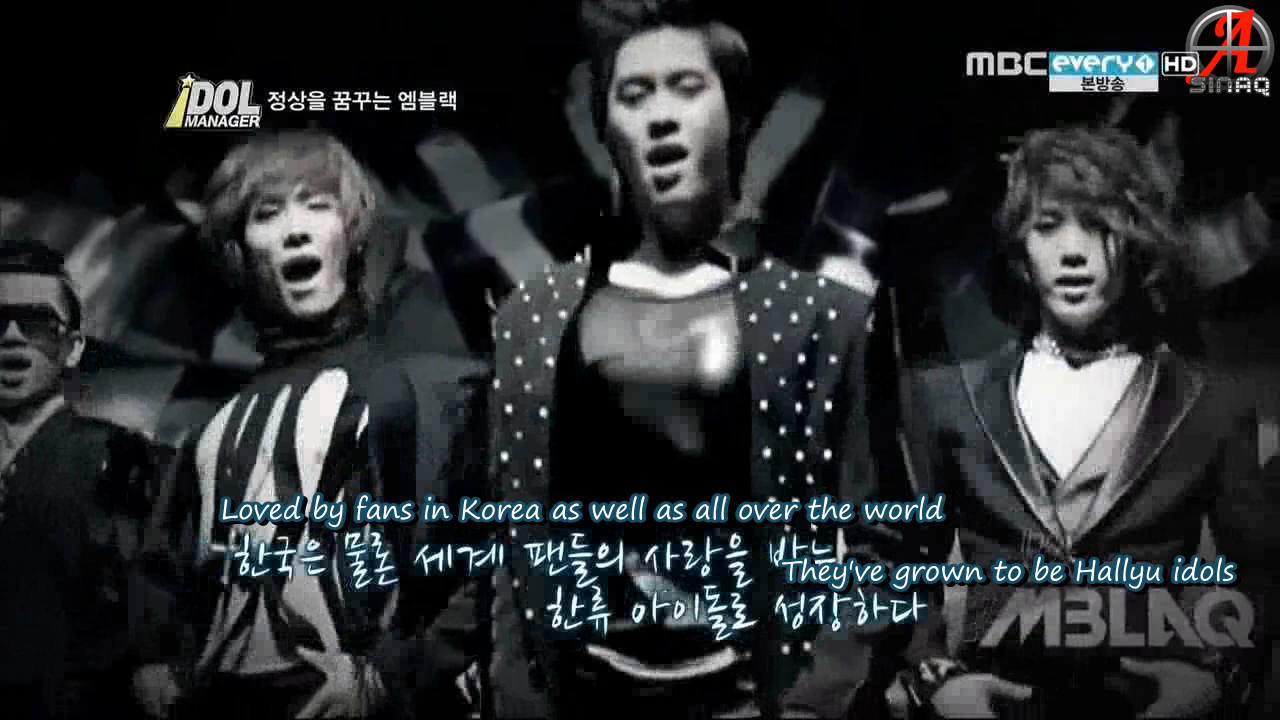 iDOL
MANAGER
정상을 꿈꾸는 엠블랙
MBC every1 HD
본방송
A
SINAQ
Loved by fans in Korea as well as all over the world
한국은 물론 세계 팬들의 사랑을 받는
They've grown to be Hallyu idols
한류 아이돌로 성장하다
MBLAQ